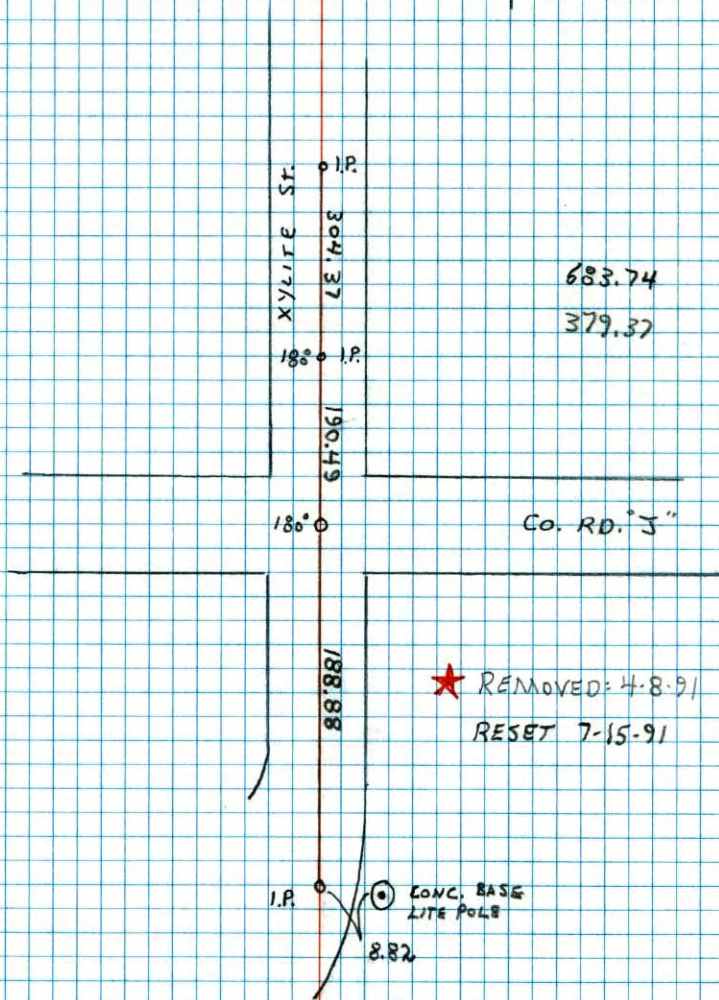 I.P.
XYLITE St.
304.37
683.74
379.37
180° I.P.
190.49
180°
Co. RD. "J"
188.88
★ REMOVED: 4-8-91
RESET 7-15-91
I.P.
CONC. BASE
LITE POLE
8.82